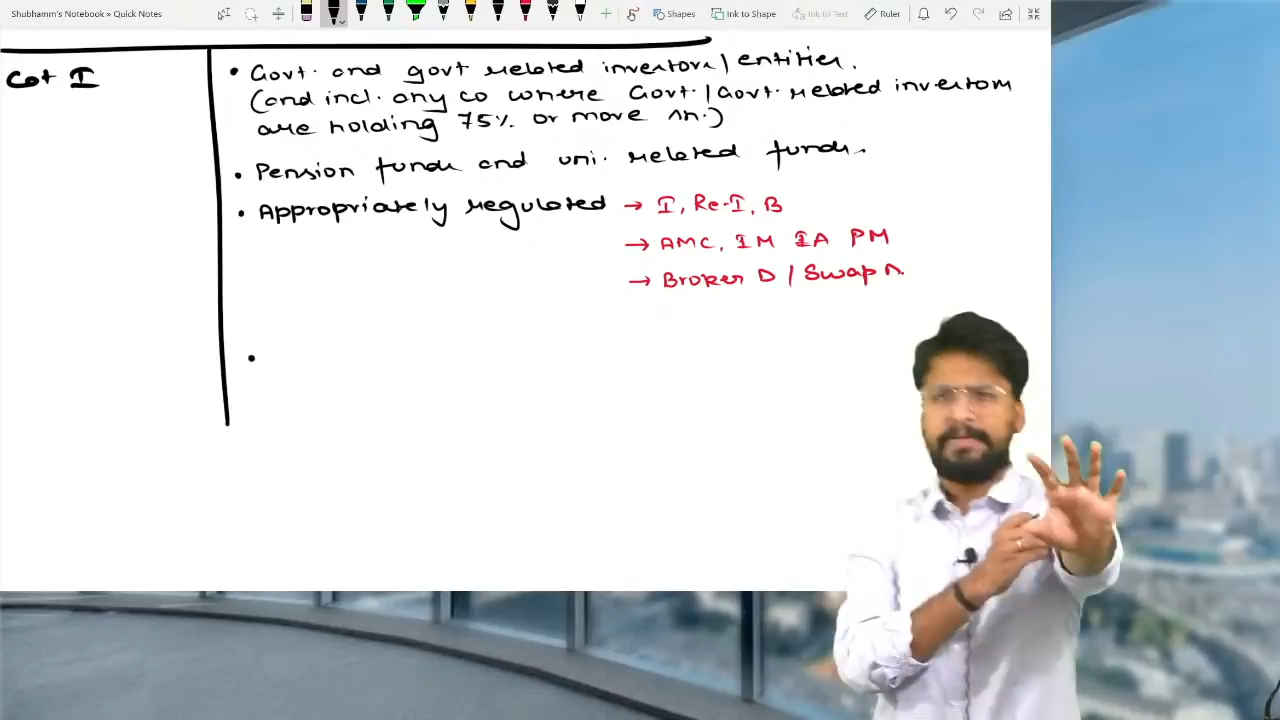 Shubhamm's Notebook » Quick Notes
Shapes
Ink to Shape
Ink to Text
Ruler
Cat I
• Govt. and govt related investors/entities.
(and incl. any co where Govt./Govt. related investors
are holding 75% or more sh.)
• Pension funds and uni. related funds.
• Appropriately regulated → I, Re-I, B
→ AMC, IM IA PM
→ Broker D / Swap
•